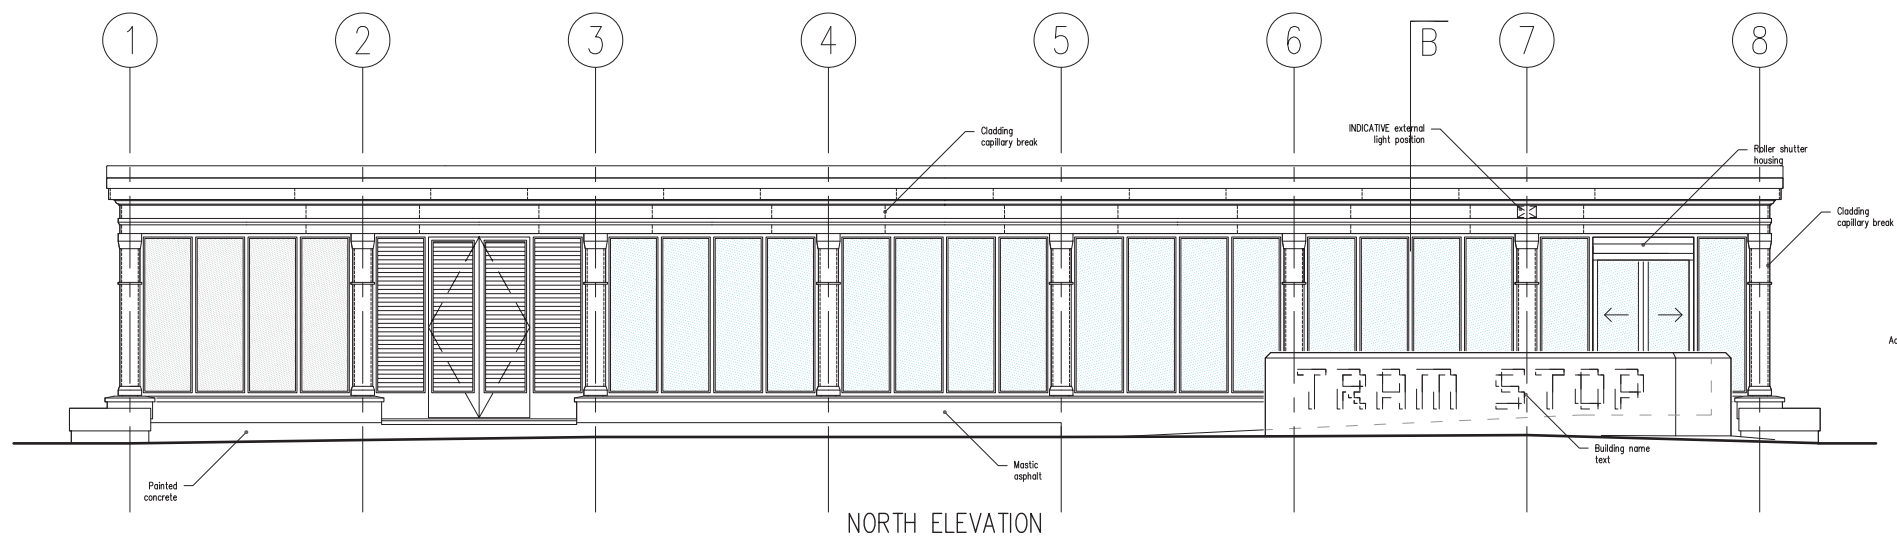 1 2 3 4 5 6 B 7 8
Cladding
capillary break
INDICATIVE external
light position
Roller shutter
housing
Cladding
capillary break
Ac
TRAM STOP
Building name
text
Mastic
asphalt
Painted
concrete
NORTH ELEVATION